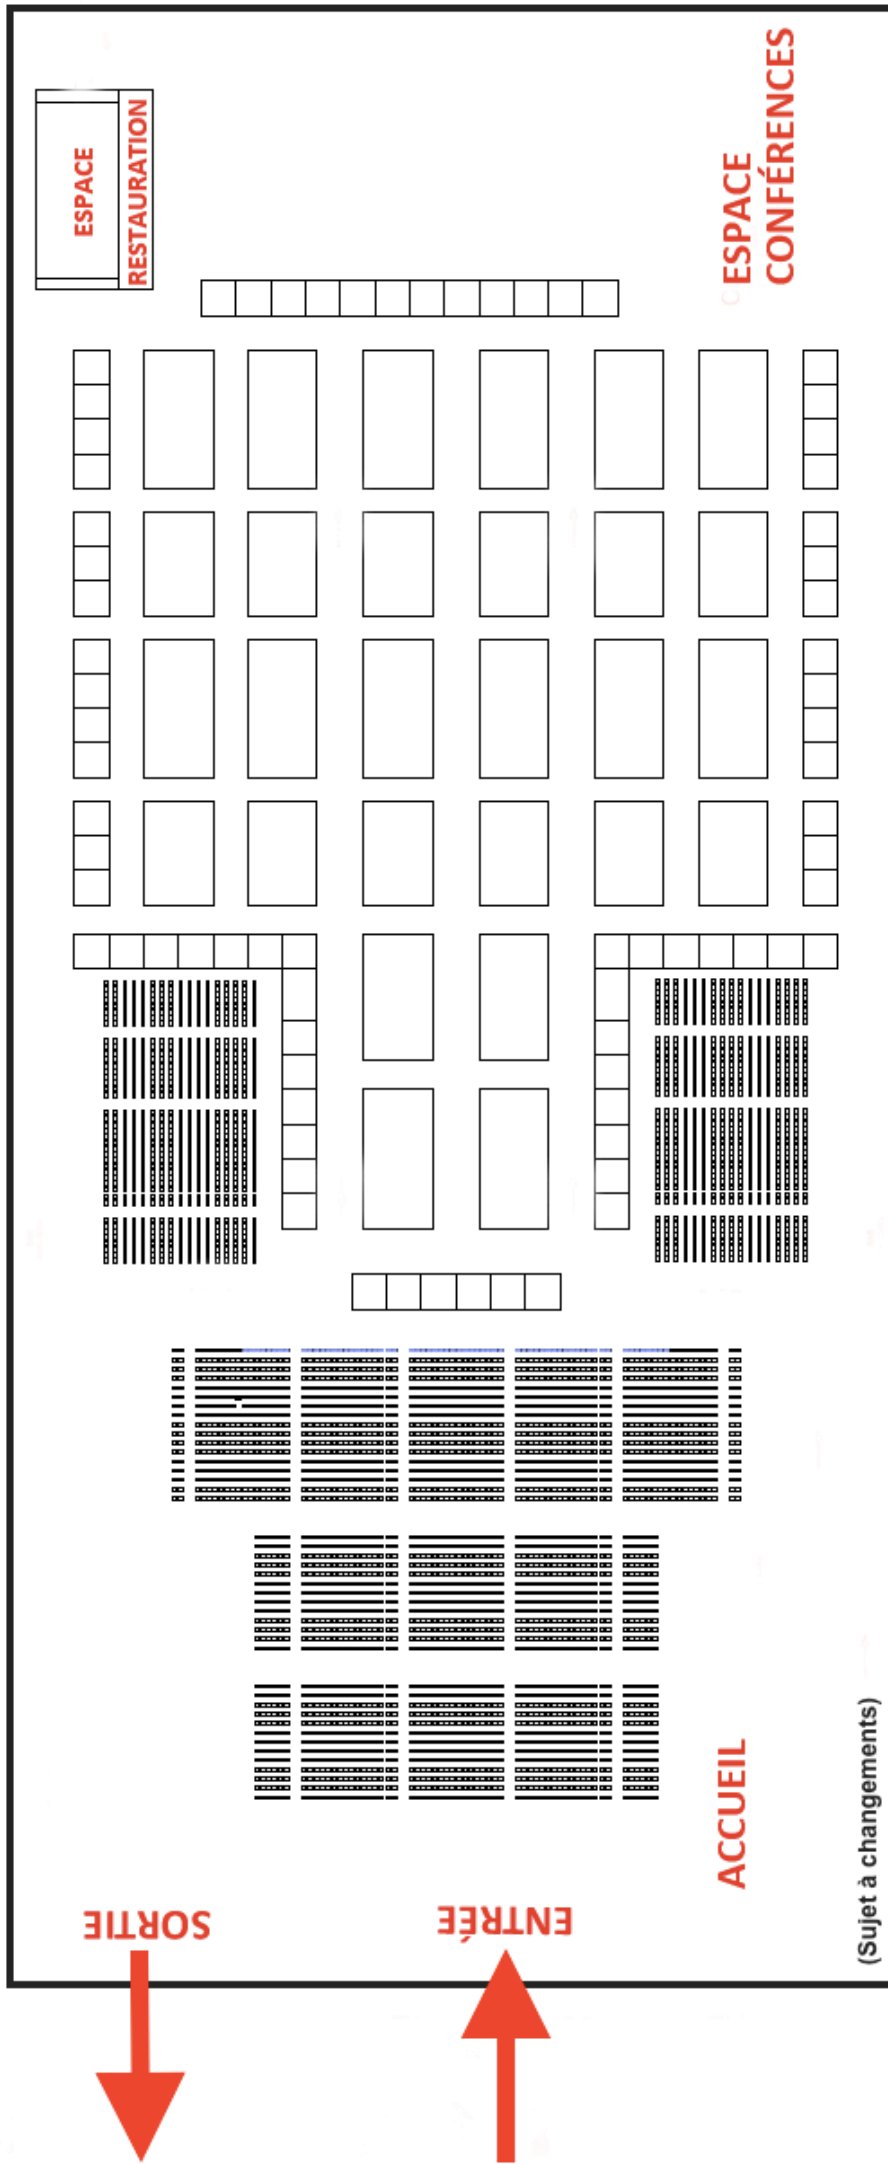 ESPACE
RESTAURATION
ESPACE
CONFÉRENCES
ACCUEIL
(Sujet à changements)
SORTIE
ENTRÉE